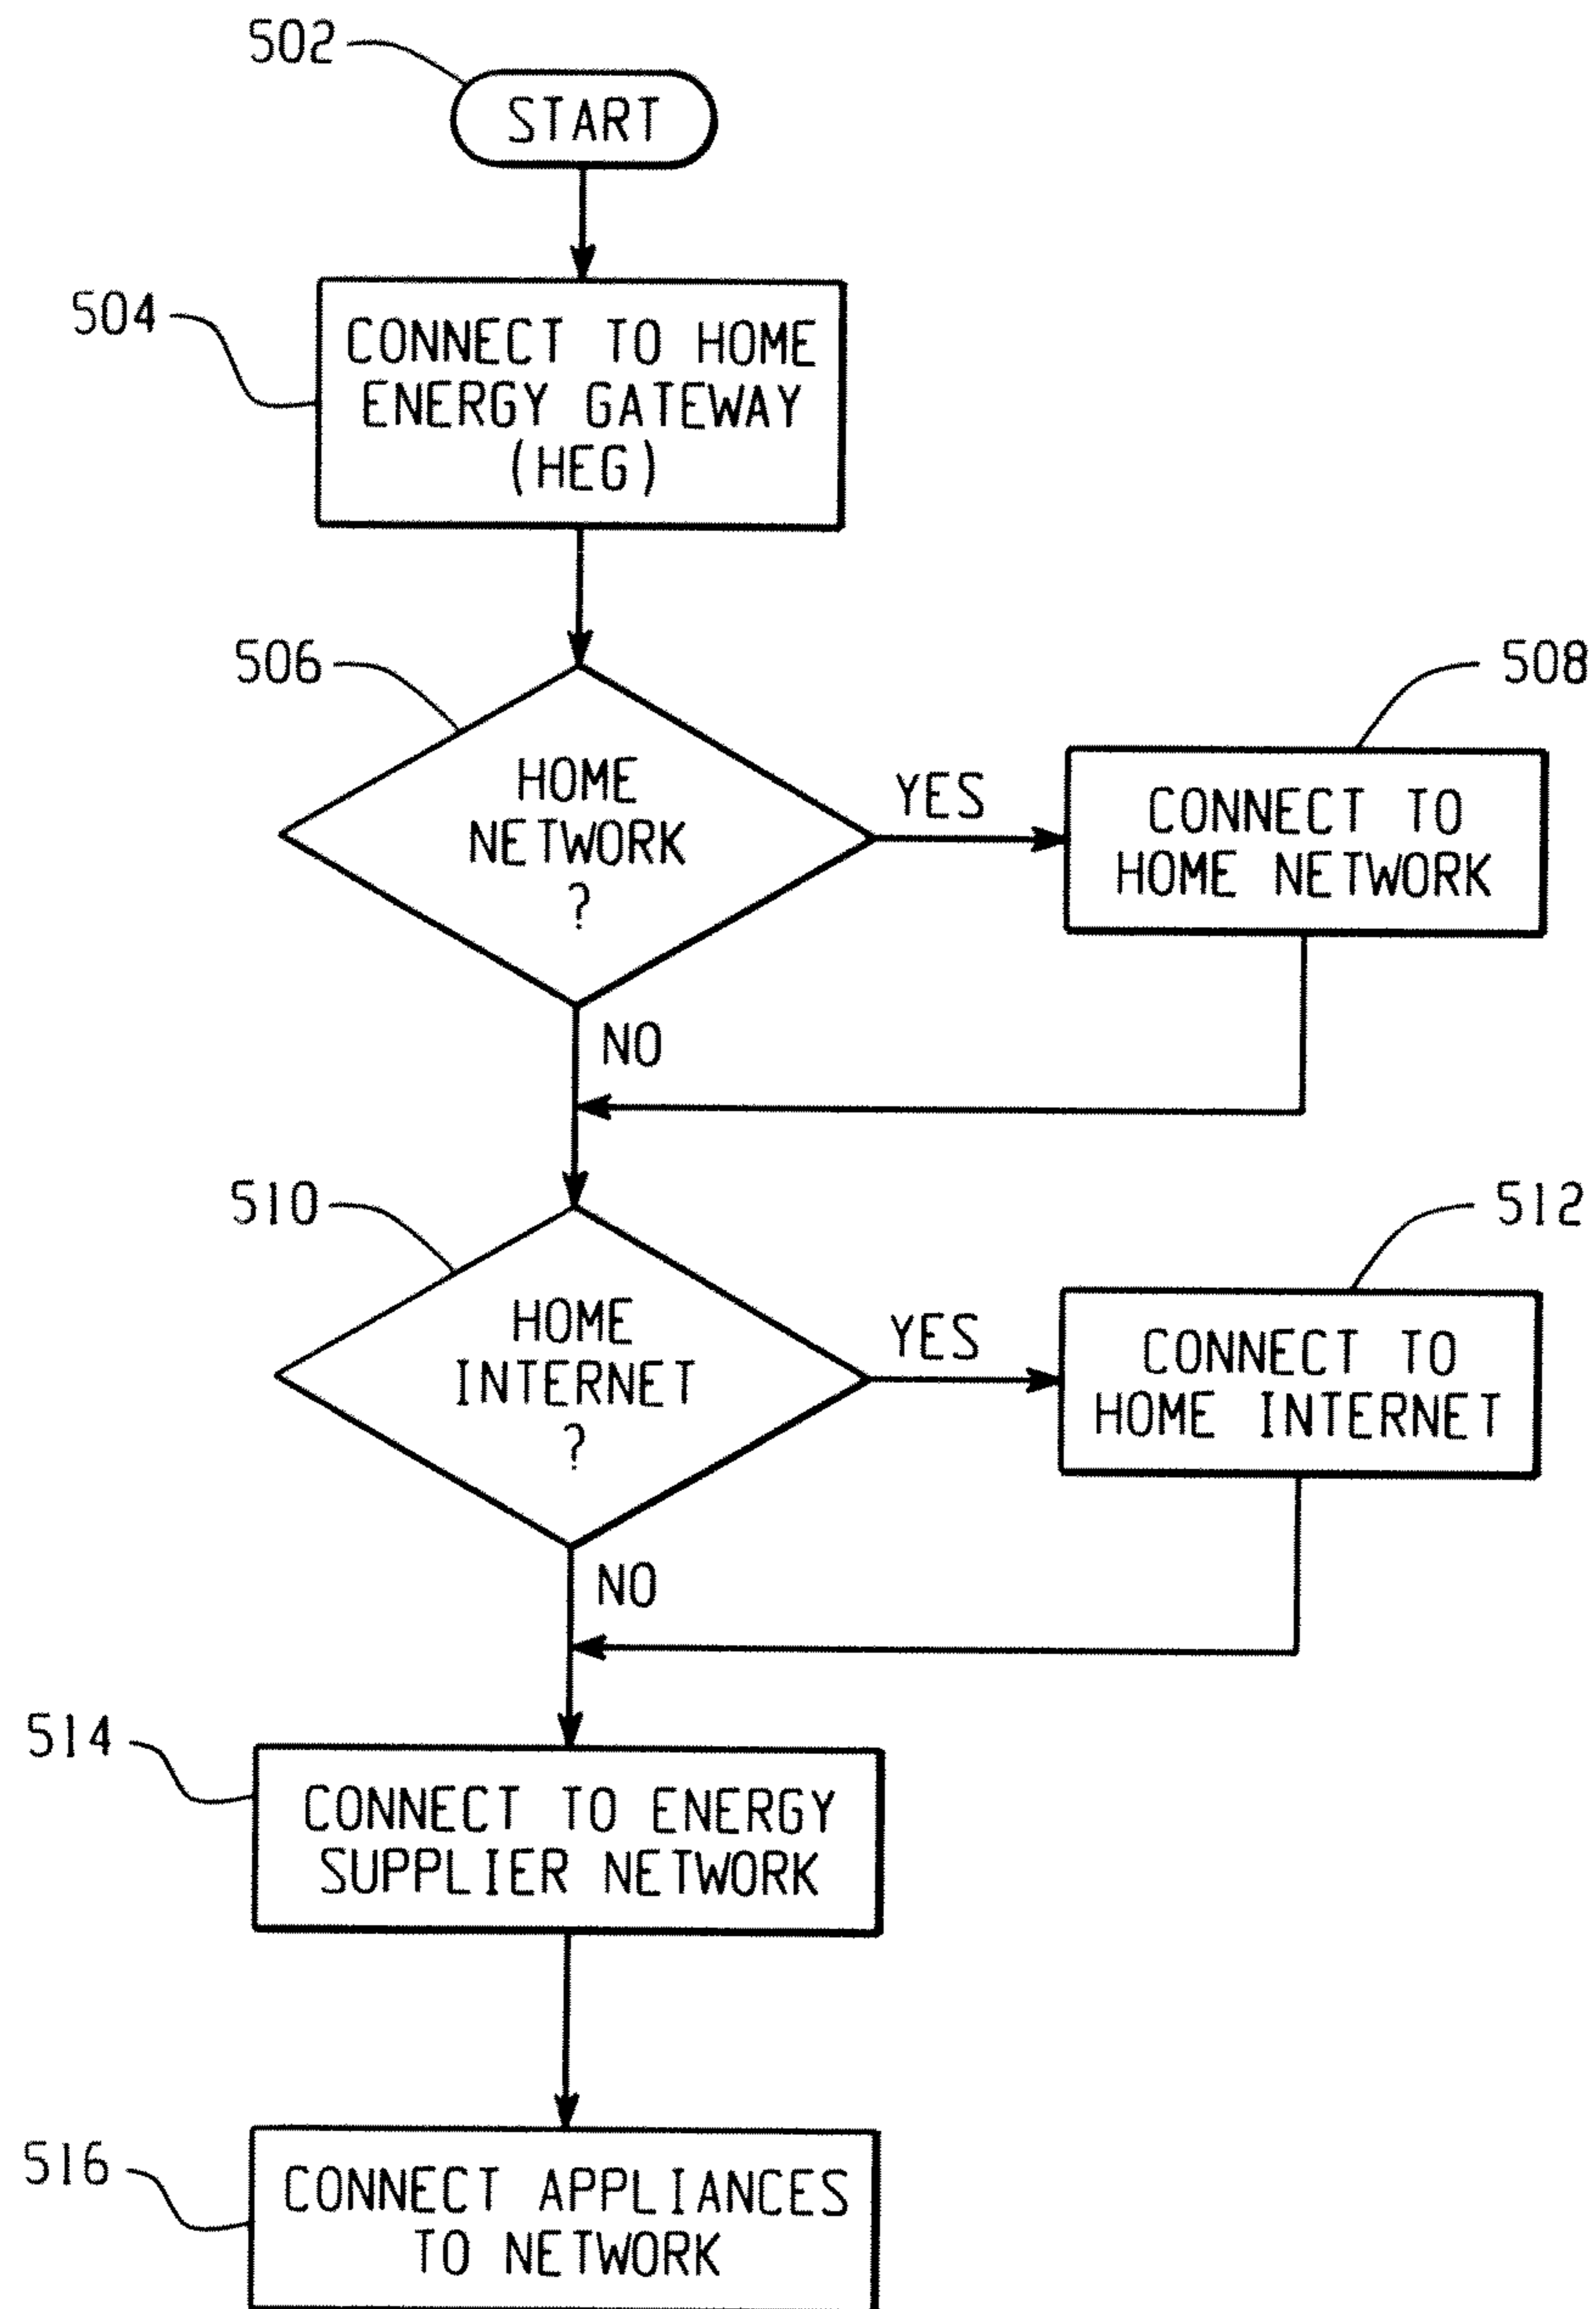 502
START
504
CONNECT TO HOME
ENERGY GATEWAY
(HEG)
506
HOME
NETWORK
?
YES
508
CONNECT TO
HOME NETWORK
NO
510
HOME
INTERNET
?
YES
512
CONNECT TO
HOME INTERNET
NO
514
CONNECT TO ENERGY
SUPPLIER NETWORK
516
CONNECT APPLIANCES
TO NETWORK